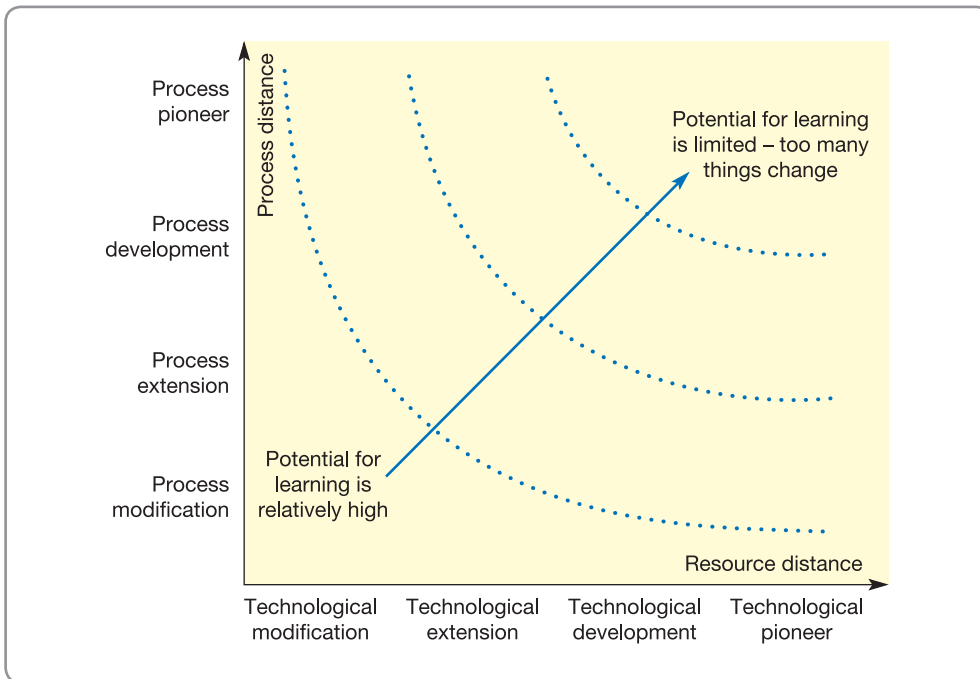 Process
pioneer
Process distance
Potential for learning
is limited – too many
things change
Process
development
Process
extension
Potential for
learning is
relatively high
Process
modification
Resource distance
Technological
modification
Technological
extension
Technological
development
Technological
pioneer